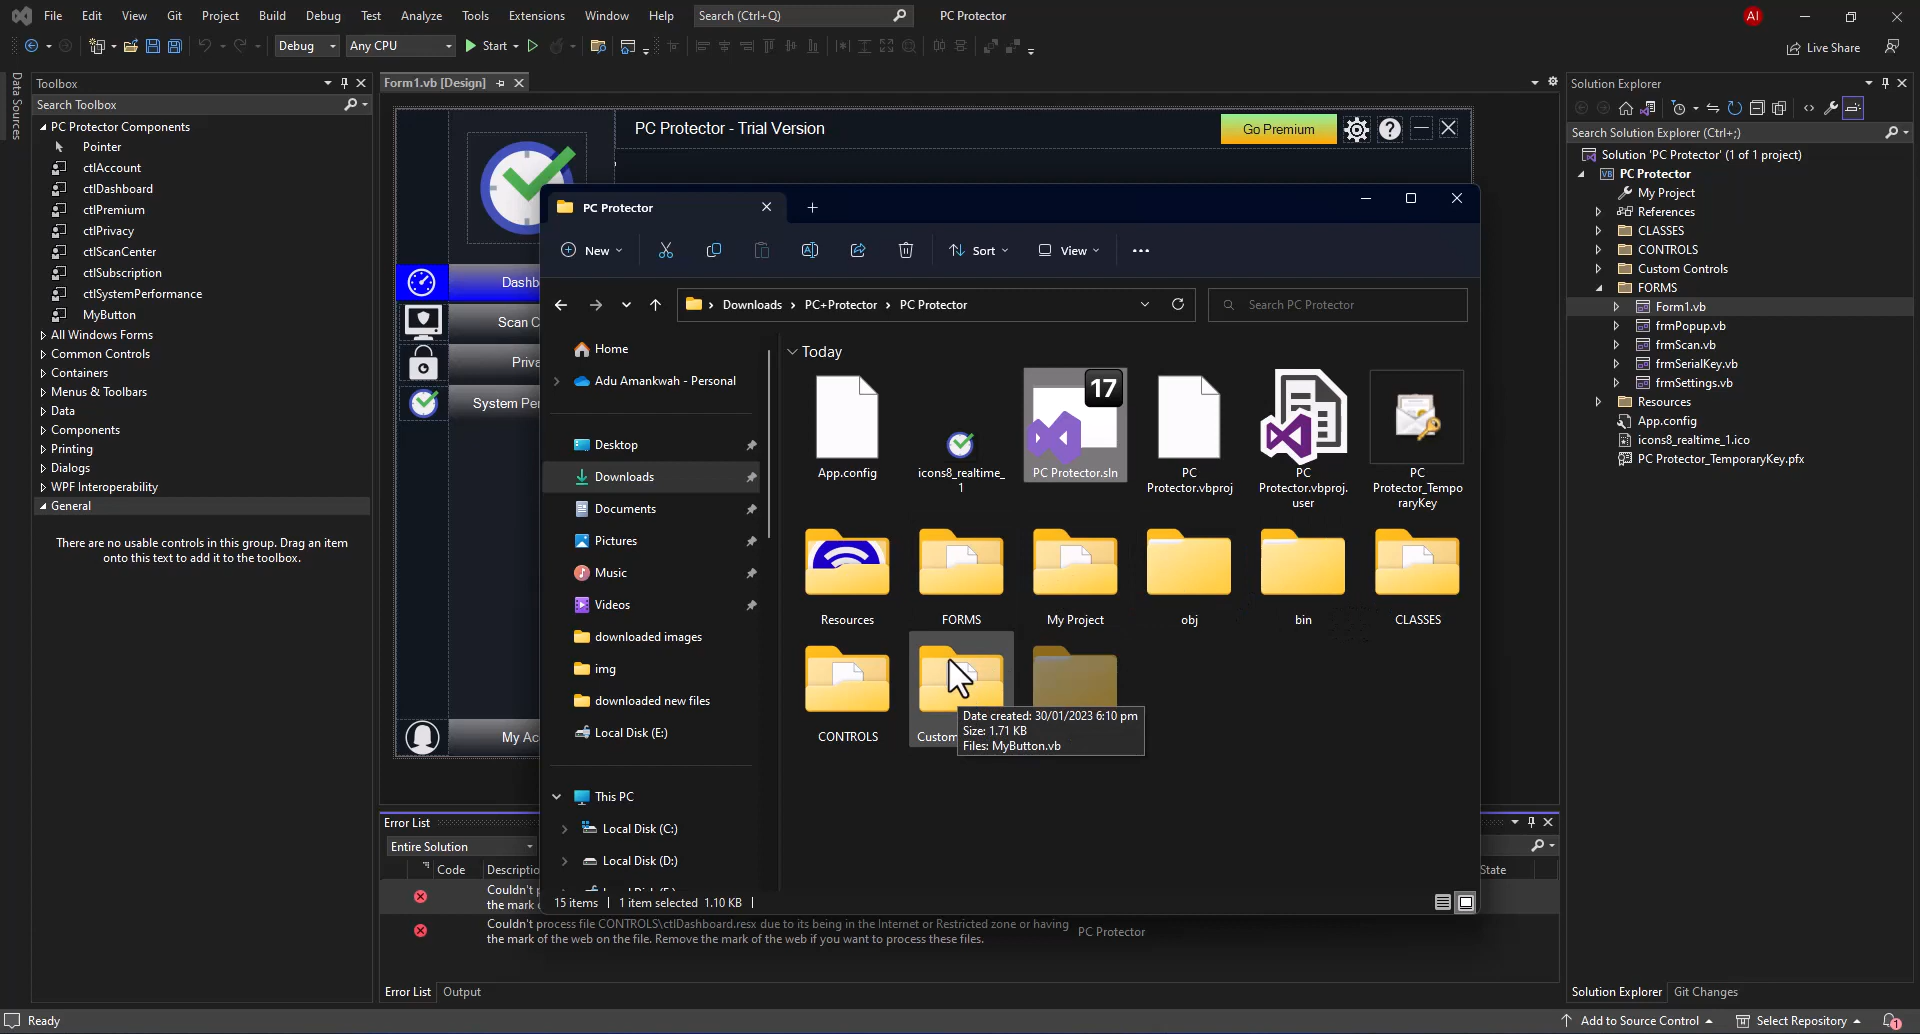 File Edit View Git Project Build Debug Test Analyze Tools Extensions Window Help Search (Ctrl+Q) PC Protector AI
Debug Any CPU Start Live Share
Data Sources
Toolbox
Search Toolbox
PC Protector Components
Pointer
ctlAccount
ctlDashboard
ctlPremium
ctlPrivacy
ctlScanCenter
ctlSubscription
ctlSystemPerformance
MyButton
All Windows Forms
Common Controls
Containers
Menus & Toolbars
Data
Components
Printing
Dialogs
WPF Interoperability
General
There are no usable controls in this group. Drag an item
onto this text to add it to the toolbox.
Form1.vb [Design]
PC Protector - Trial Version Go Premium
Dashb
Scan C
Priva
System Per
My Acc
PC Protector
New Sort View
Downloads PC+Protector PC Protector Search PC Protector
Home
Adu Amankwah - Personal
Desktop
Downloads
Documents
Pictures
Music
Videos
downloaded images
img
downloaded new files
Local Disk (E:)
This PC
Local Disk (C:)
Local Disk (D:)
Today
17
App.config
icons8_realtime_
1
PC Protector.sln
PC
Protector.vbproj
PC
Protector.vbproj.
user
PC
Protector_Tempo
raryKey
Resources FORMS My Project obj bin CLASSES
CONTROLS Custom
Date created: 30/01/2023 6:10 pm
Size: 1.71 KB
Files: MyButton.vb
15 items 1 item selected 1.10 KB
Error List
Entire Solution
Code Descriptio State
Couldn't p
the mark o
Couldn't process file CONTROLS\ctlDashboard.resx due to its being in the Internet or Restricted zone or having
the mark of the web on the file. Remove the mark of the web if you want to process these files.
PC Protector
Error List Output
Solution Explorer
Search Solution Explorer (Ctrl+;)
Solution 'PC Protector' (1 of 1 project)
PC Protector
My Project
References
CLASSES
CONTROLS
Custom Controls
FORMS
Form1.vb
frmPopup.vb
frmScan.vb
frmSerialKey.vb
frmSettings.vb
Resources
App.config
icons8_realtime_1.ico
PC Protector_TemporaryKey.pfx
Solution Explorer Git Changes
Ready Add to Source Control Select Repository 1